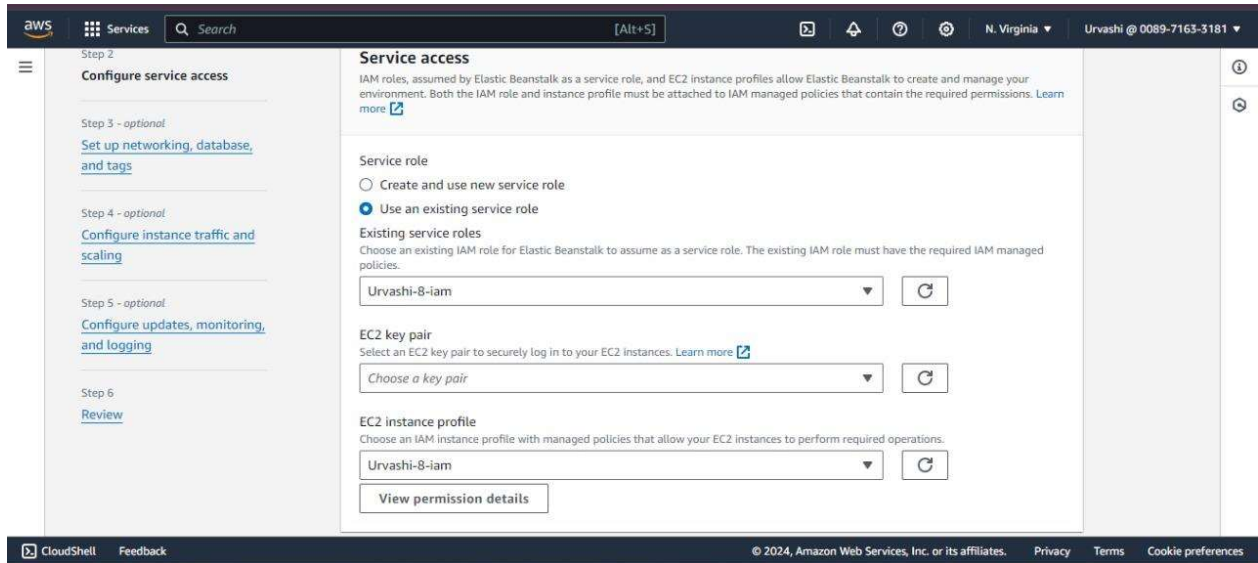 aws Services Search [Alt+S] N. Virginia Urvashi @ 0089-7163-3181
Step 2
Configure service access
Step 3 - optional
Set up networking, database,
and tags
Step 4 - optional
Configure instance traffic and
scaling
Step 5 - optional
Configure updates, monitoring,
and logging
Step 6
Review
Service access
IAM roles, assumed by Elastic Beanstalk as a service role, and EC2 instance profiles allow Elastic Beanstalk to create and manage your
environment. Both the IAM role and instance profile must be attached to IAM managed policies that contain the required permissions. Learn
more
Service role
Create and use new service role
Use an existing service role
Existing service roles
Choose an existing IAM role for Elastic Beanstalk to assume as a service role. The existing IAM role must have the required IAM managed
policies.
Urvashi-8-iam
EC2 key pair
Select an EC2 key pair to securely log in to your EC2 instances. Learn more
Choose a key pair
EC2 instance profile
Choose an IAM instance profile with managed policies that allow your EC2 instances to perform required operations.
Urvashi-8-iam
View permission details
CloudShell Feedback © 2024, Amazon Web Services, Inc. or its affiliates. Privacy Terms Cookie preferences